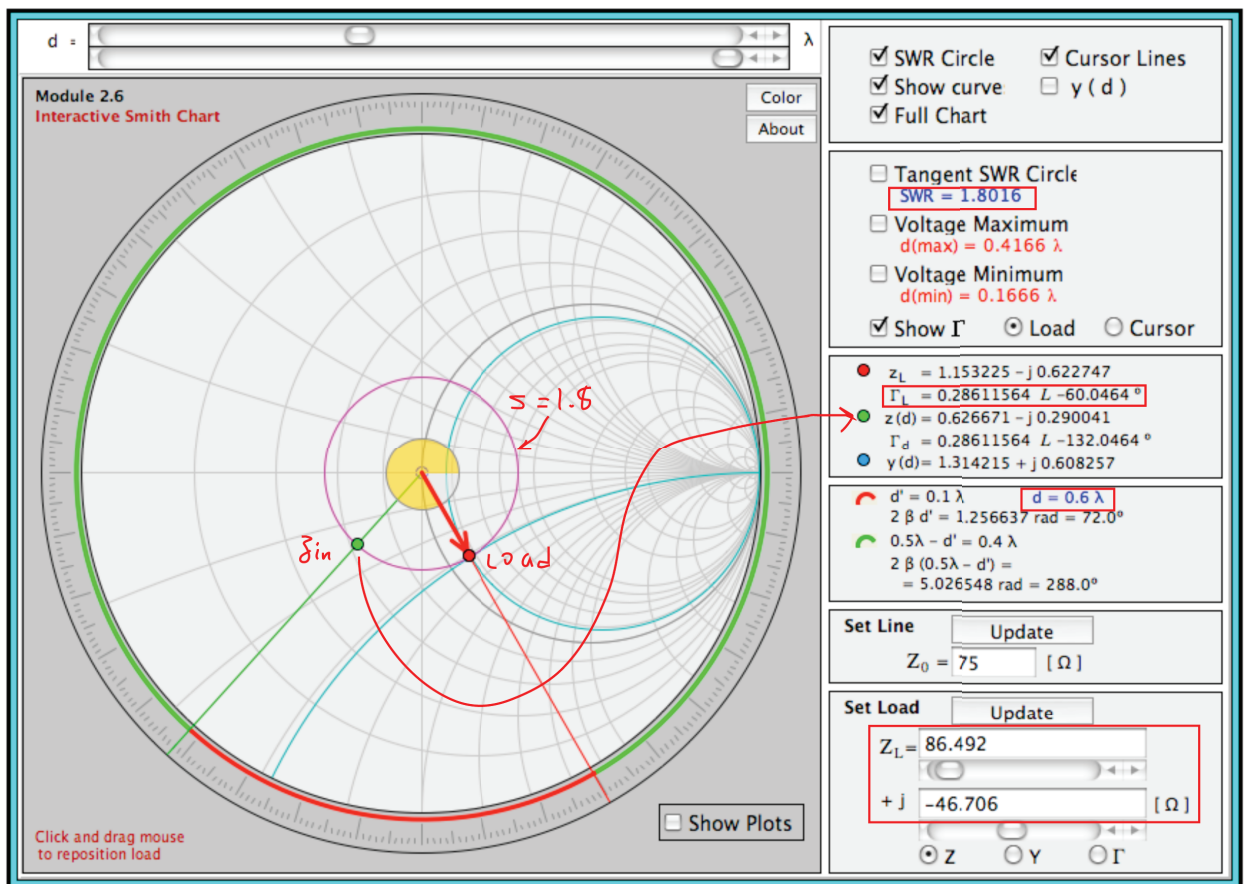 d = λ
Module 2.6
Interactive Smith Chart
Color
About
s = 1.8
Zin
Load
Click and drag mouse
to reposition load
Show Plots
SWR Circle Cursor Lines
Show curve y ( d )
Full Chart
Tangent SWR Circle
SWR = 1.8016
Voltage Maximum
d(max) = 0.4166 λ
Voltage Minimum
d(min) = 0.1666 λ
Show Γ Load Cursor
z_L = 1.153225 - j 0.622747
Γ_L = 0.28611564 L -60.0464 º
z(d) = 0.626671 - j 0.290041
Γ_d = 0.28611564 L -132.0464 º
y(d)= 1.314215 + j 0.608257
d' = 0.1 λ d = 0.6 λ
2 β d' = 1.256637 rad = 72.0º
0.5λ - d' = 0.4 λ
2 β (0.5λ - d') =
= 5.026548 rad = 288.0º
Set Line Update
Z₀ = 75 [ Ω ]
Set Load Update
Z_L= 86.492
+ j -46.706 [ Ω ]
Z Y Γ